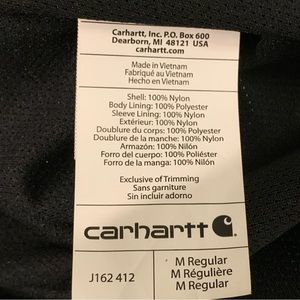 Carhartt, Inc. P.O. Box 600
Dearborn, MI 48121 USA
carhartt.com
Made in Vietnam
Fabriqué au Vietnam
Hecho en Vietnam
Shell: 100% Nylon
Body Lining: 100% Polyester
Sleeve Lining: 100% Nylon
Extérieur: 100% Nylon
Doublure du corps: 100% Polyester
Doublure de la manche: 100% Nylon
Armazón: 100% Nilón
Forro del cuerpo: 100% Poliéster
Forro de la manga: 100% Nilón
Exclusive of Trimming
Sans garniture
Sin incluir adorno
carhartt
J162 412
M Regular
M Régulière
M Regular